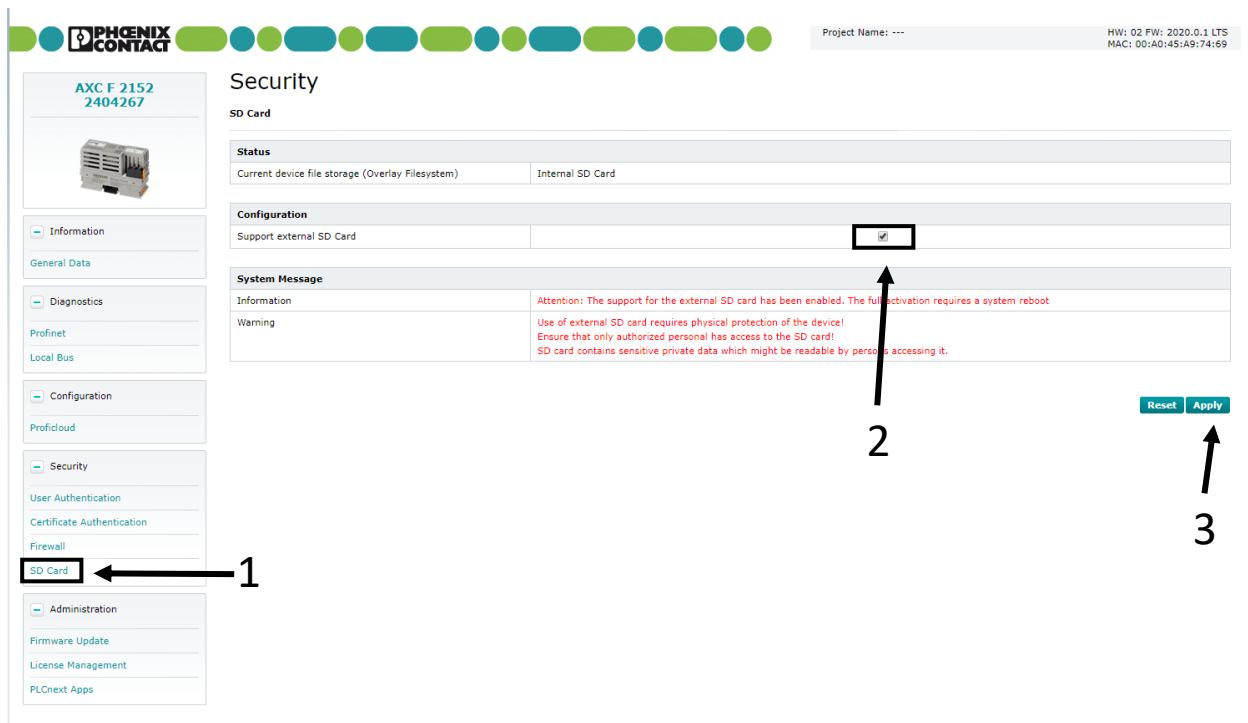 PHŒNIX
CONTACT
Project Name: ---
HW: 02 FW: 2020.0.1 LTS
MAC: 00:A0:45:A9:74:69
AXC F 2152
2404267
Information
General Data
Diagnostics
Profinet
Local Bus
Configuration
Proficloud
Security
User Authentication
Certificate Authentication
Firewall
SD Card
1
Administration
Firmware Update
License Management
PLCnext Apps
Security
SD Card
Status
Current device file storage (Overlay Filesystem) Internal SD Card
Configuration
Support external SD Card
System Message
Information Attention: The support for the external SD card has been enabled. The full activation requires a system reboot
Warning Use of external SD card requires physical protection of the device!
Ensure that only authorized personal has access to the SD card!
SD card contains sensitive private data which might be readable by persons accessing it.
Reset Apply
2
3